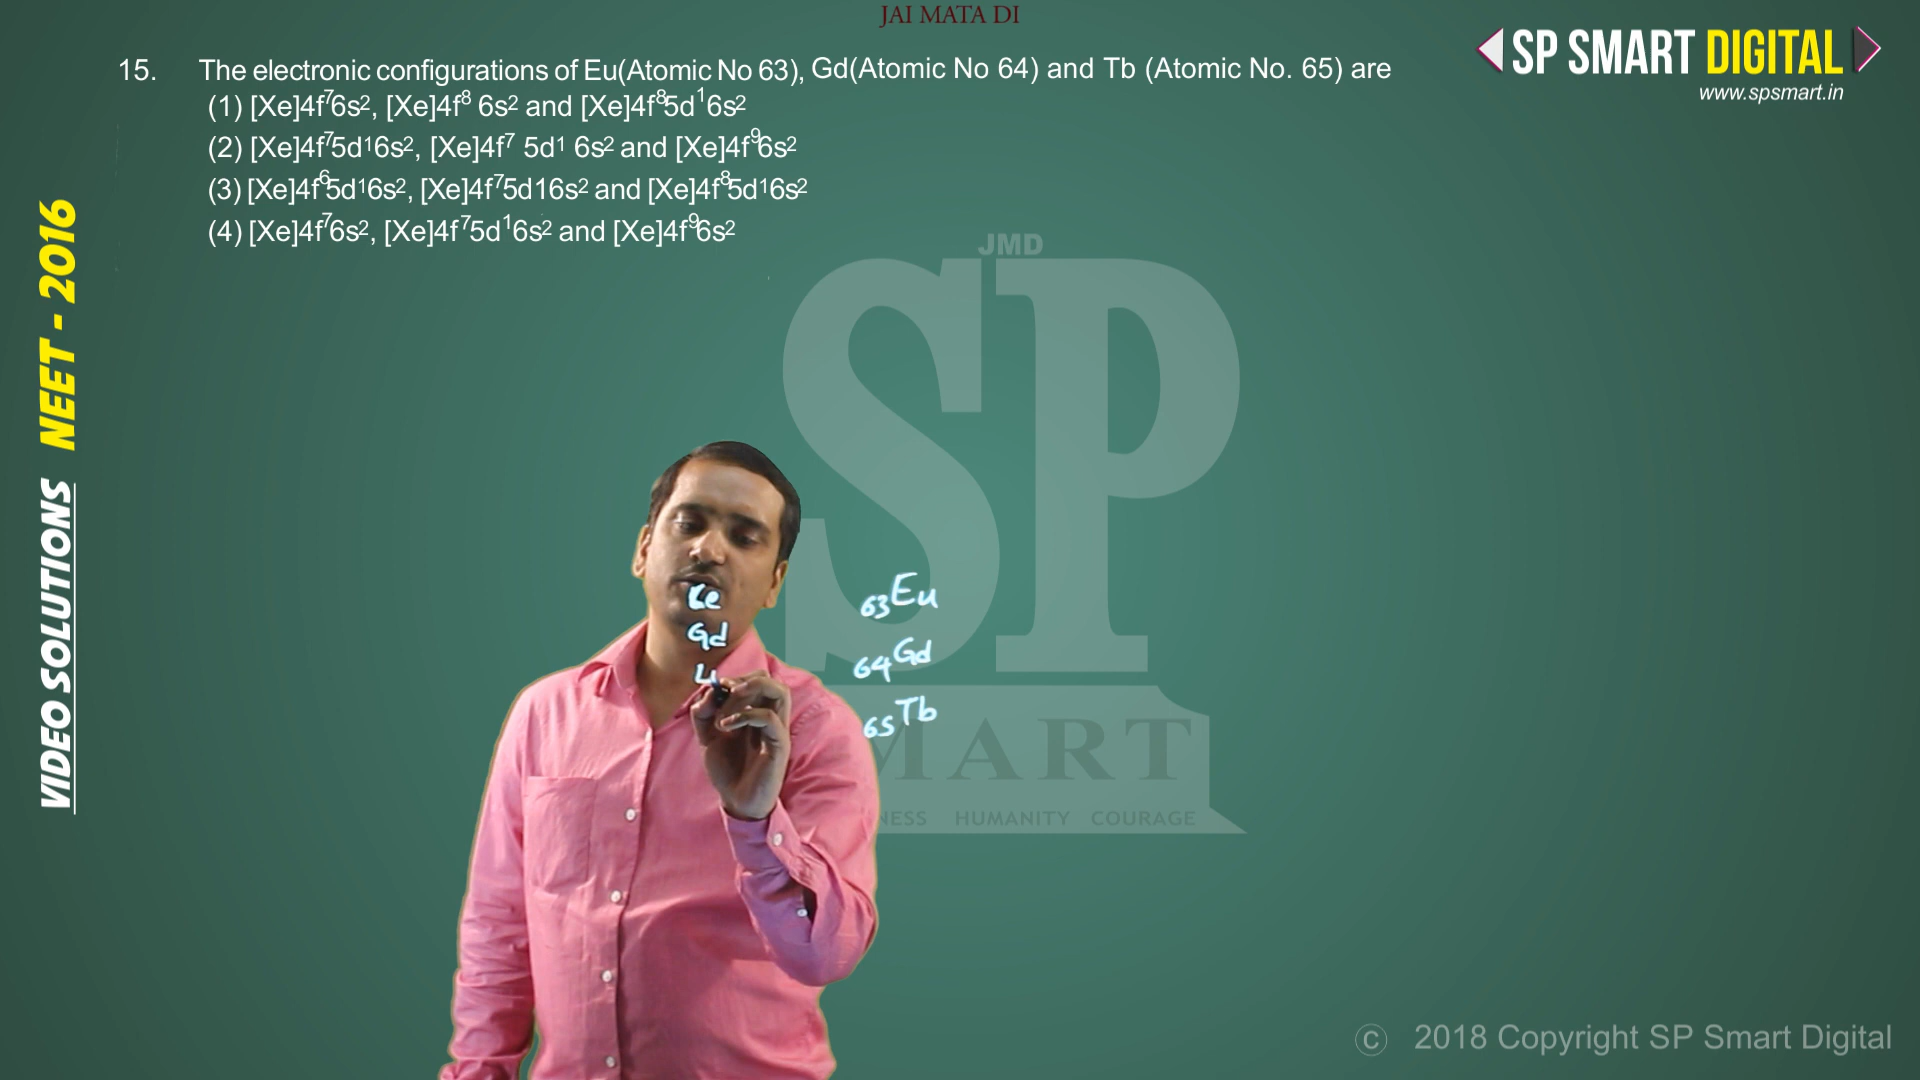 JAI MATA DI
SP SMART DIGITAL
www.spsmart.in
15. The electronic configurations of Eu(Atomic No 63), Gd(Atomic No 64) and Tb (Atomic No. 65) are
(1) [Xe]4f⁷6s², [Xe]4f⁸ 6s² and [Xe]4f⁸5d¹6s²
(2) [Xe]4f⁷5d¹6s², [Xe]4f⁷ 5d¹ 6s² and [Xe]4f⁹6s²
(3) [Xe]4f⁶5d¹6s², [Xe]4f⁷5d16s² and [Xe]4f⁸5d¹6s²
(4) [Xe]4f⁷6s², [Xe]4f⁷5d¹6s² and [Xe]4f⁹6s²
VIDEO SOLUTIONS NEET - 2016
JMD
SP
MART
NESS HUMANITY COURAGE
Ce
Gd
₆₃Eu
₆₄Gd
₆₅Tb
© 2018 Copyright SP Smart Digital